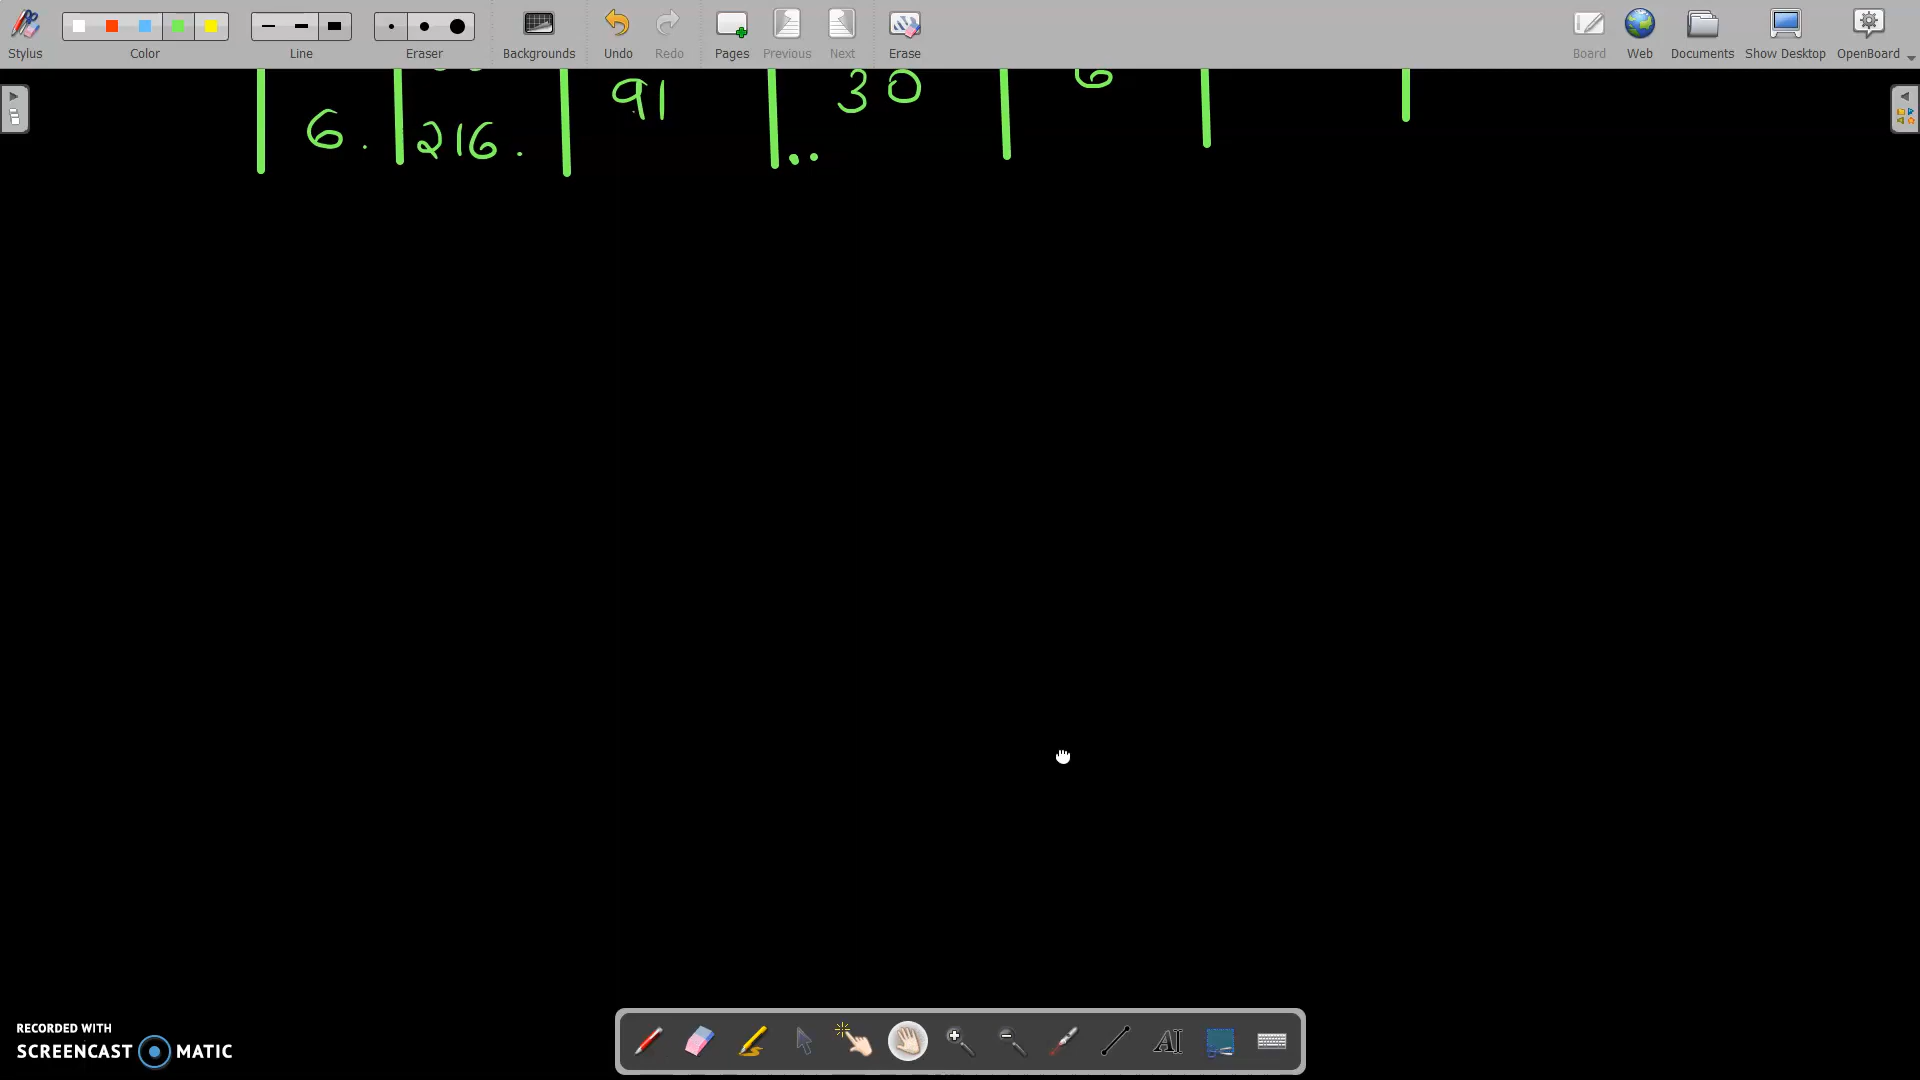 Stylus Color Line Eraser Backgrounds Undo Redo Pages Previous Next Erase Board Web Documents Show Desktop OpenBoard
91 30 6
6. 216. ..
RECORDED WITH
SCREENCAST MATIC